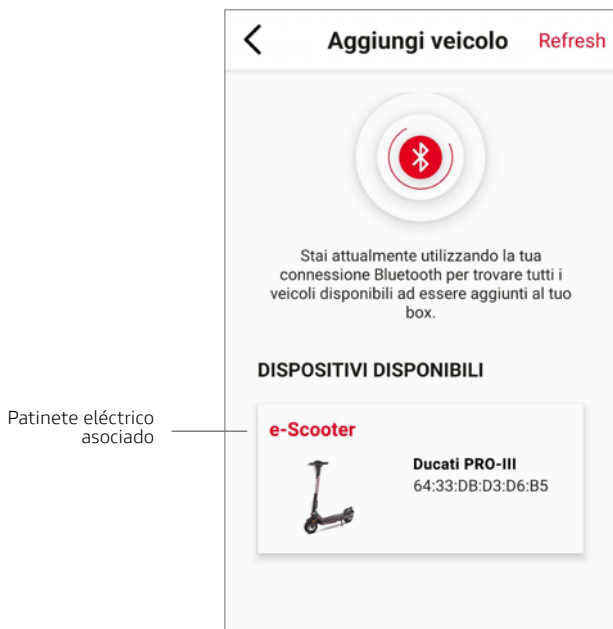 Aggiungi veicolo
Refresh
Stai attualmente utilizzando la tua
connessione Bluetooth per trovare tutti i
veicoli disponibili ad essere aggiunti al tuo
box.
DISPOSITIVI DISPONIBILI
Patinete eléctrico
asociado
e-Scooter
Ducati PRO-III
64:33:DB:D3:D6:B5